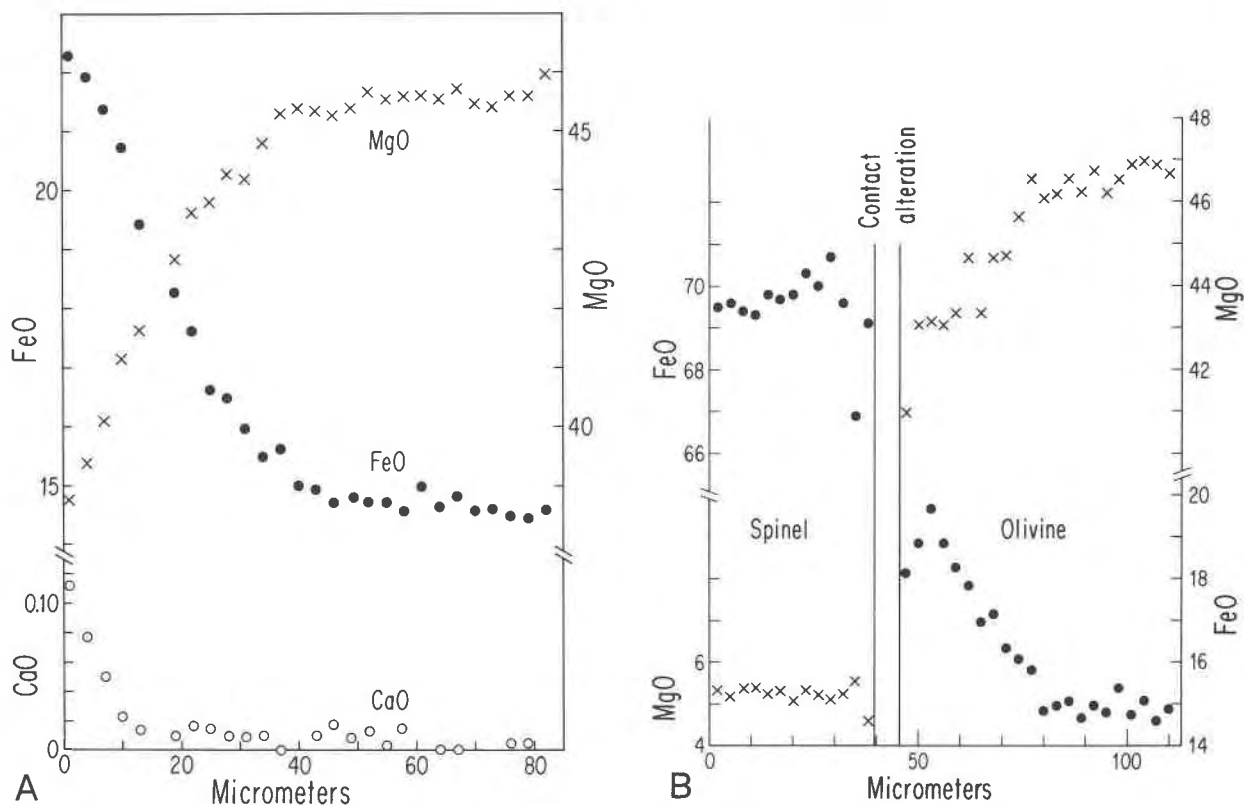 FeO
20
15
MgO
FeO
45
40
MgO
0.10
0
CaO
CaO
0 20 40 60 80
Micrometers
A
70
68
66
FeO
6
4
MgO
Contact
alteration
Spinel
Olivine
48
46
44
42
MgO
20
18
16
14
FeO
0 50 100
Micrometers
B